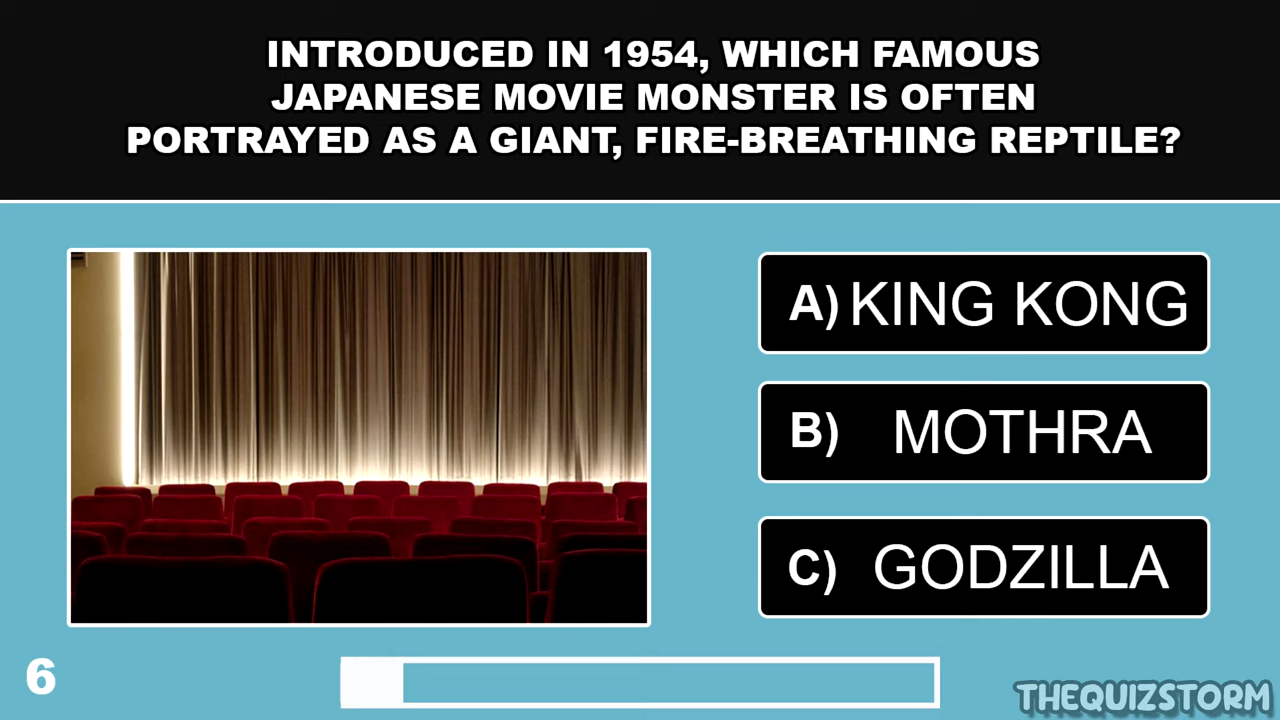 INTRODUCED IN 1954, WHICH FAMOUS
JAPANESE MOVIE MONSTER IS OFTEN
PORTRAYED AS A GIANT, FIRE-BREATHING REPTILE?
A) KING KONG
B) MOTHRA
C) GODZILLA
6
THEQUIZSTORM